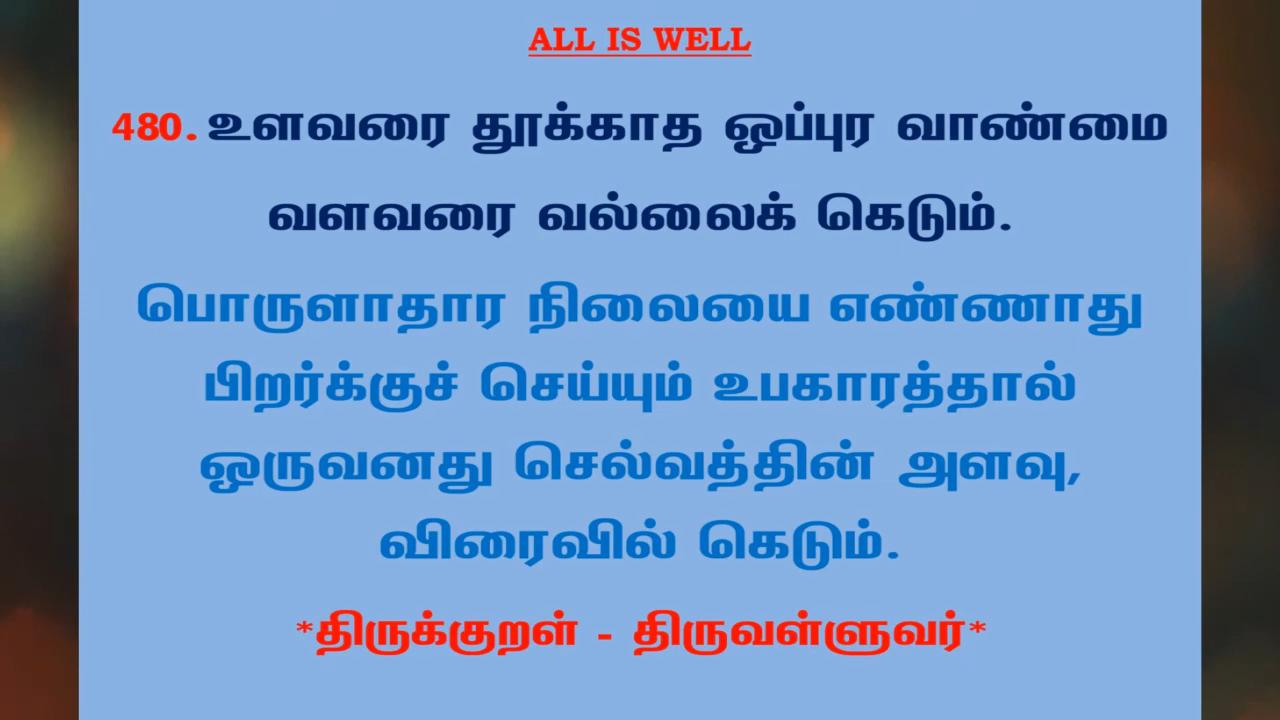 ALL IS WELL
480. உளவரை தூக்காத ஒப்புர வாண்மை
வளவரை வல்லைக் கெடும்.
பொருளாதார நிலையை எண்ணாது
பிறர்க்குச் செய்யும் உபகாரத்தால்
ஒருவனது செல்வத்தின் அளவு,
விரைவில் கெடும்.
*திருக்குறள் - திருவள்ளுவர்*